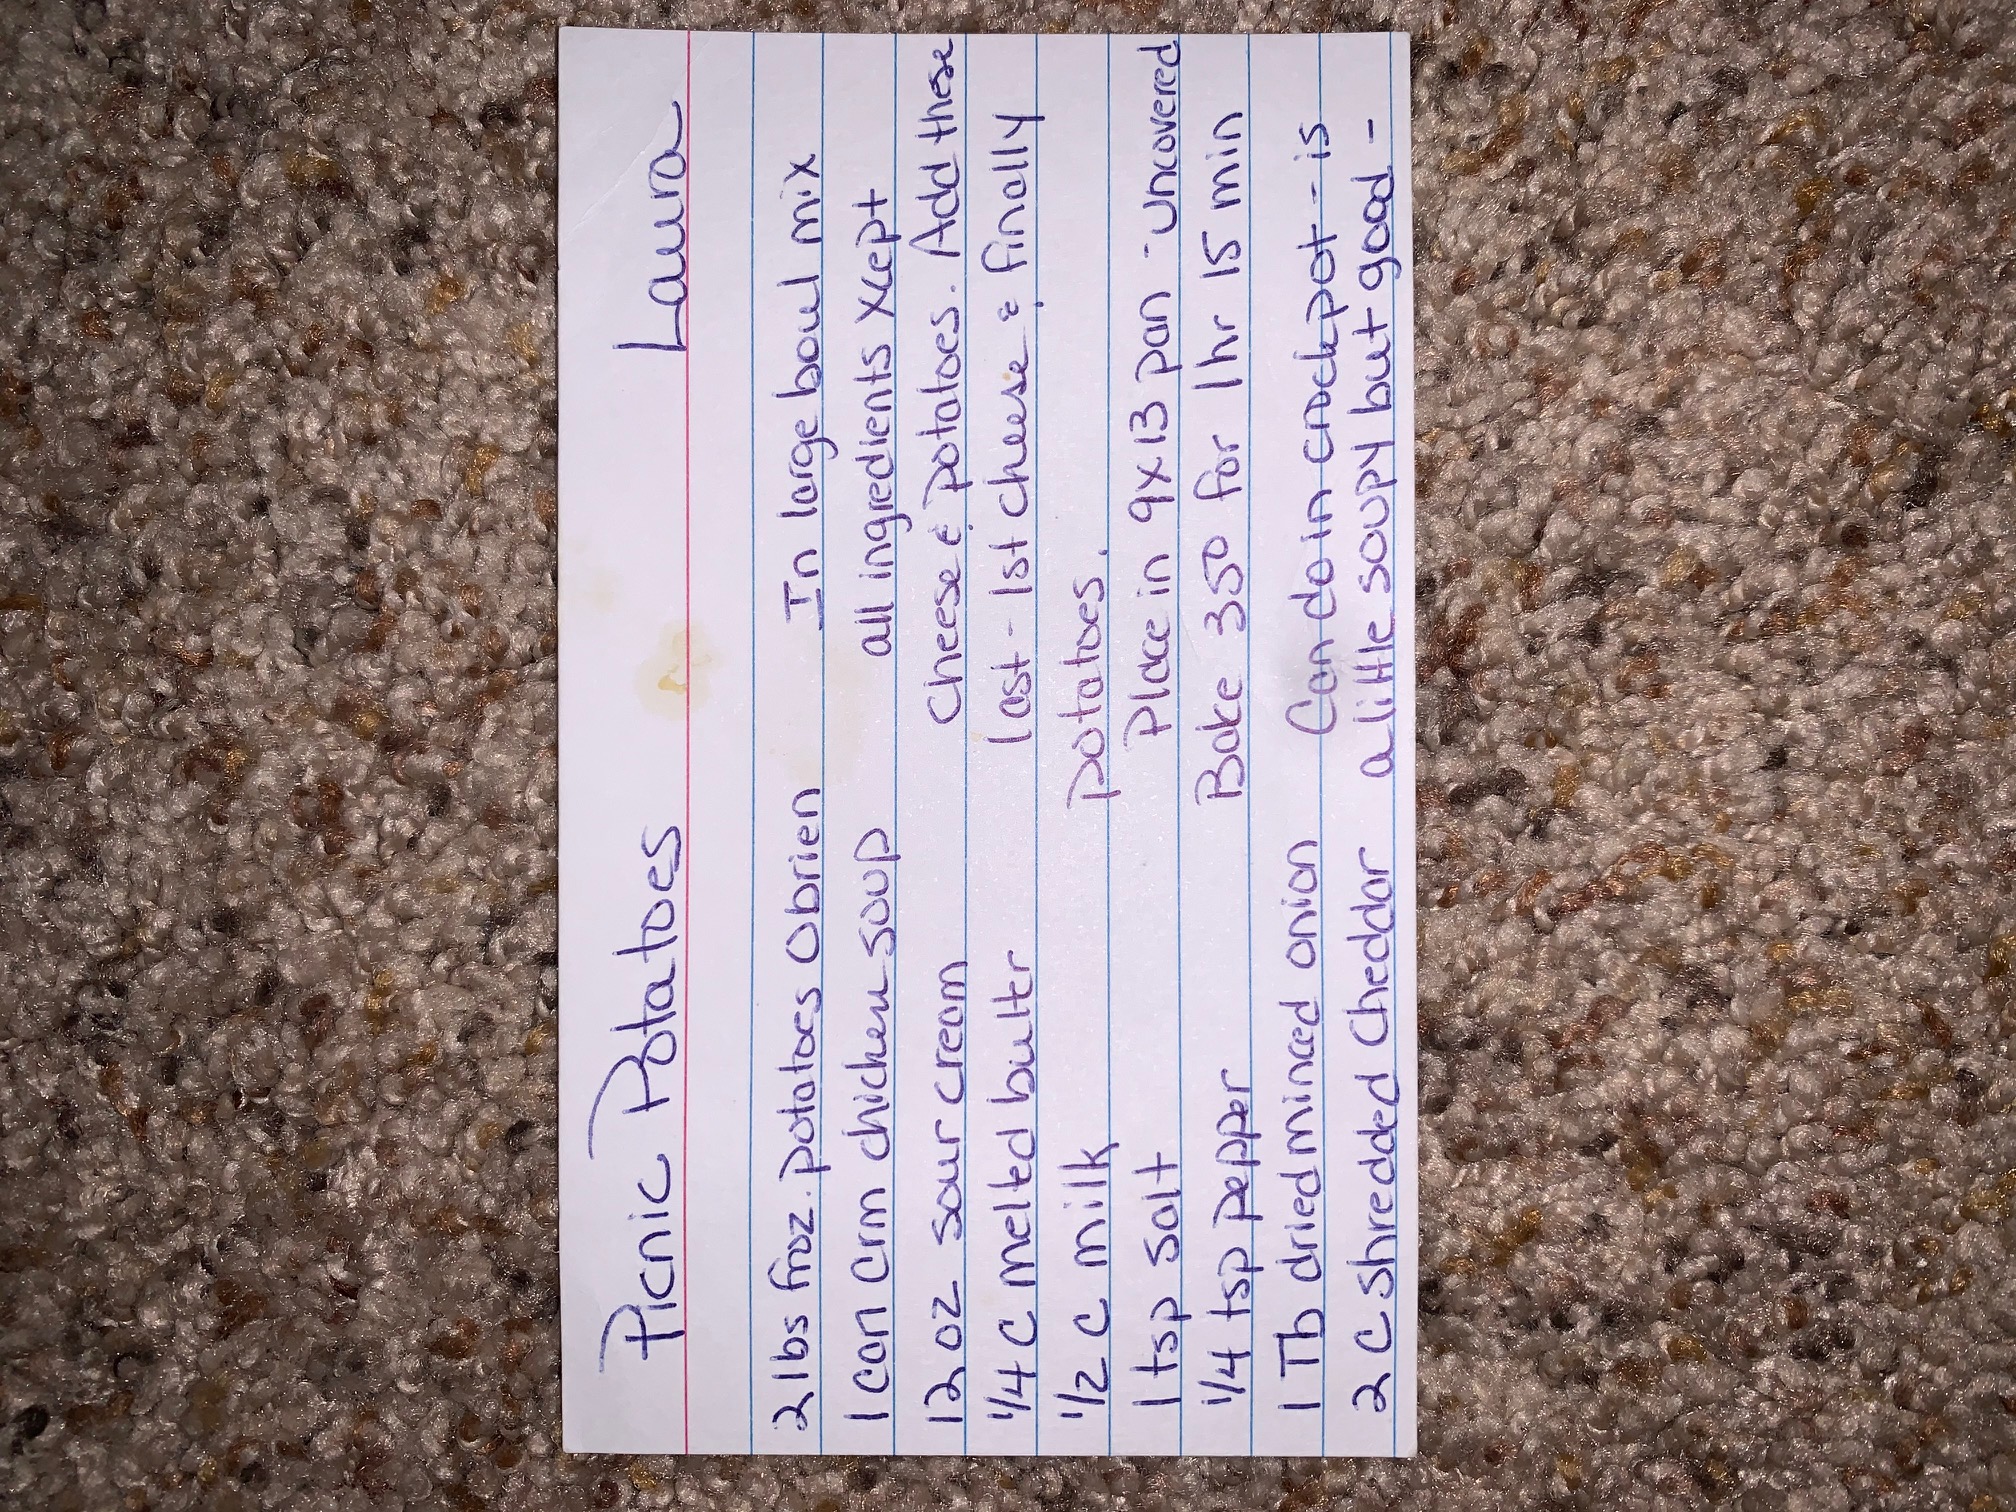 Picnic Potatoes Laura
2 lbs froz. potatoes Obrien
1 can crm chicken soup
12 oz sour cream
1/4 C melted butter
1/2 C milk
1 tsp salt
1/4 tsp pepper
1 Tb dried minced onion
2 C shredded Cheddar
In large bowl mix
all ingredients xcept
cheese & potatoes. Add these
last - 1st cheese & finally
potatoes.
Place in 9x13 pan - uncovered
Bake 350 for 1 hr 15 min
Can do in crockpot - is
a little soupy but good -